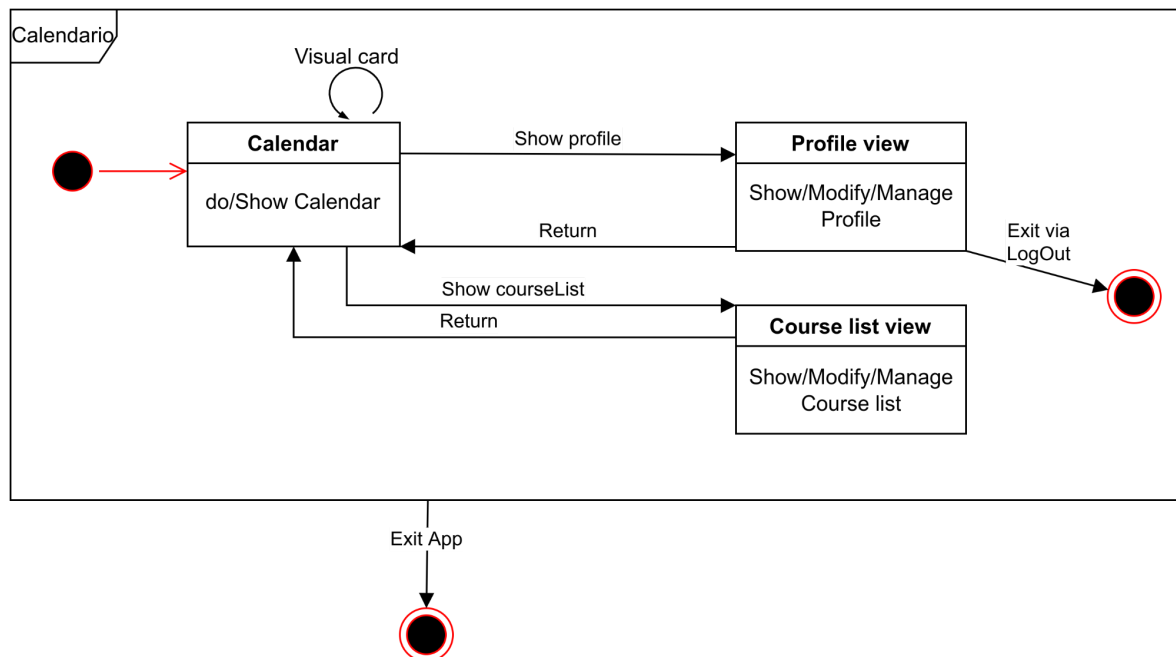 Calendario
Visual card
Calendar
do/Show Calendar
Show profile
Profile view
Show/Modify/Manage
Profile
Return
Exit via
LogOut
Show courseList
Return
Course list view
Show/Modify/Manage
Course list
Exit App